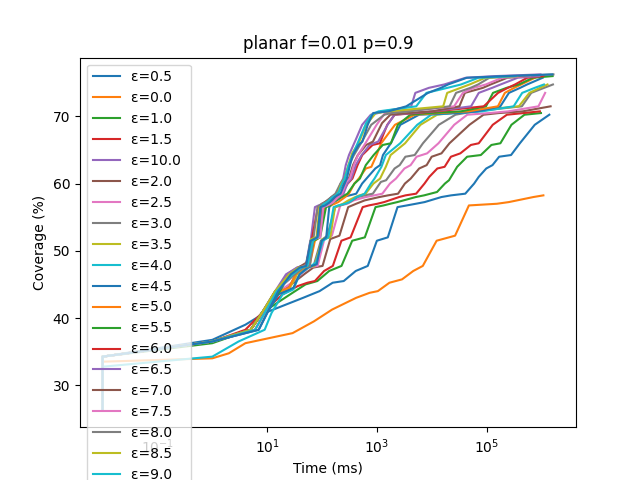 planar f=0.01 p=0.9
Coverage (%)
70
60
50
40
30
ε=0.5
ε=0.0
ε=1.0
ε=1.5
ε=10.0
ε=2.0
ε=2.5
ε=3.0
ε=3.5
ε=4.0
ε=4.5
ε=5.0
ε=5.5
ε=6.0
ε=6.5
ε=7.0
ε=7.5
ε=8.0
ε=8.5
ε=9.0
10⁻¹ 10¹ 10³ 10⁵
Time (ms)